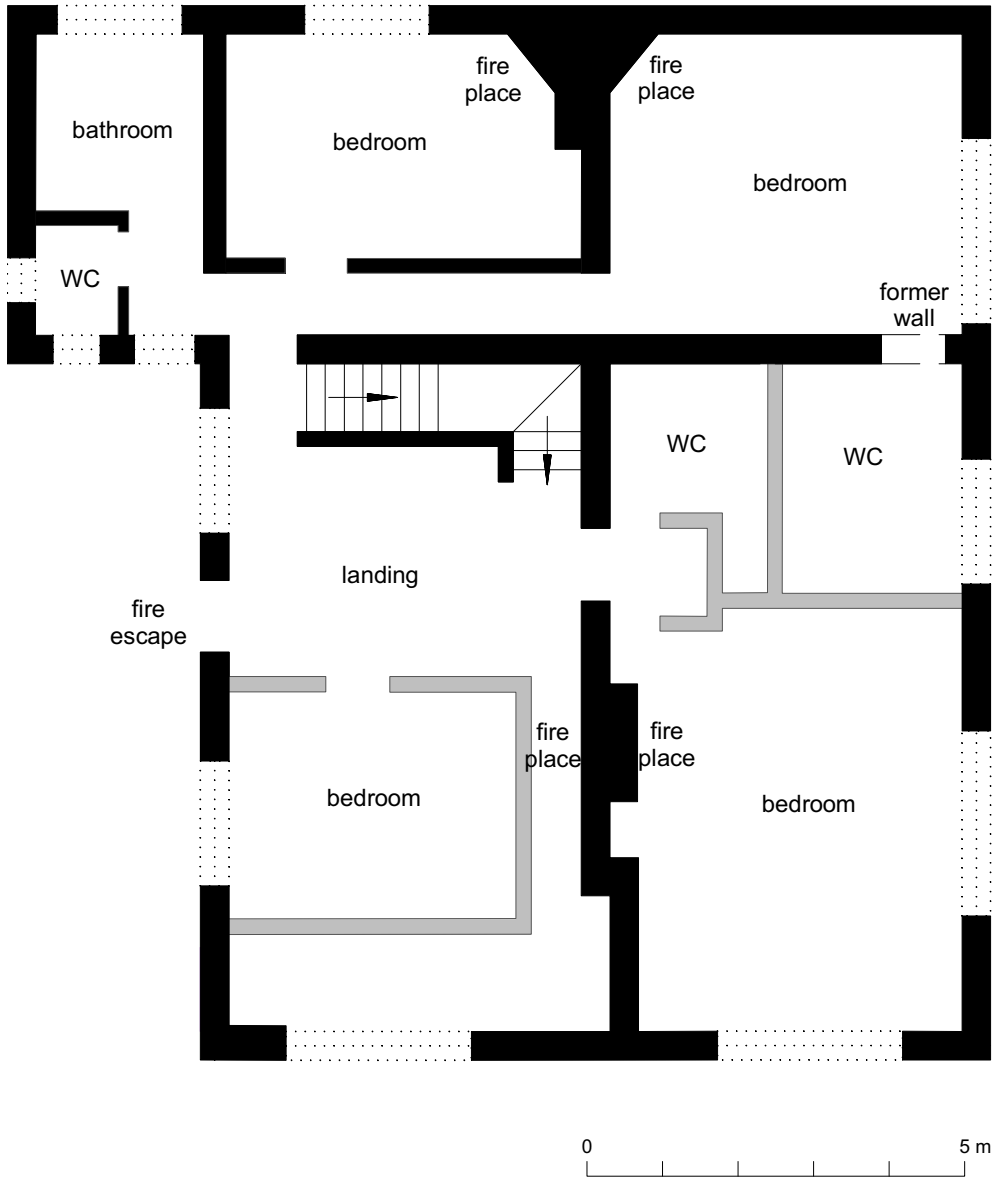 fire
place
fire
place
bathroom
bedroom
bedroom
WC
former
wall
WC
WC
landing
fire
escape
fire
place
fire
place
bedroom
bedroom
0
5 m